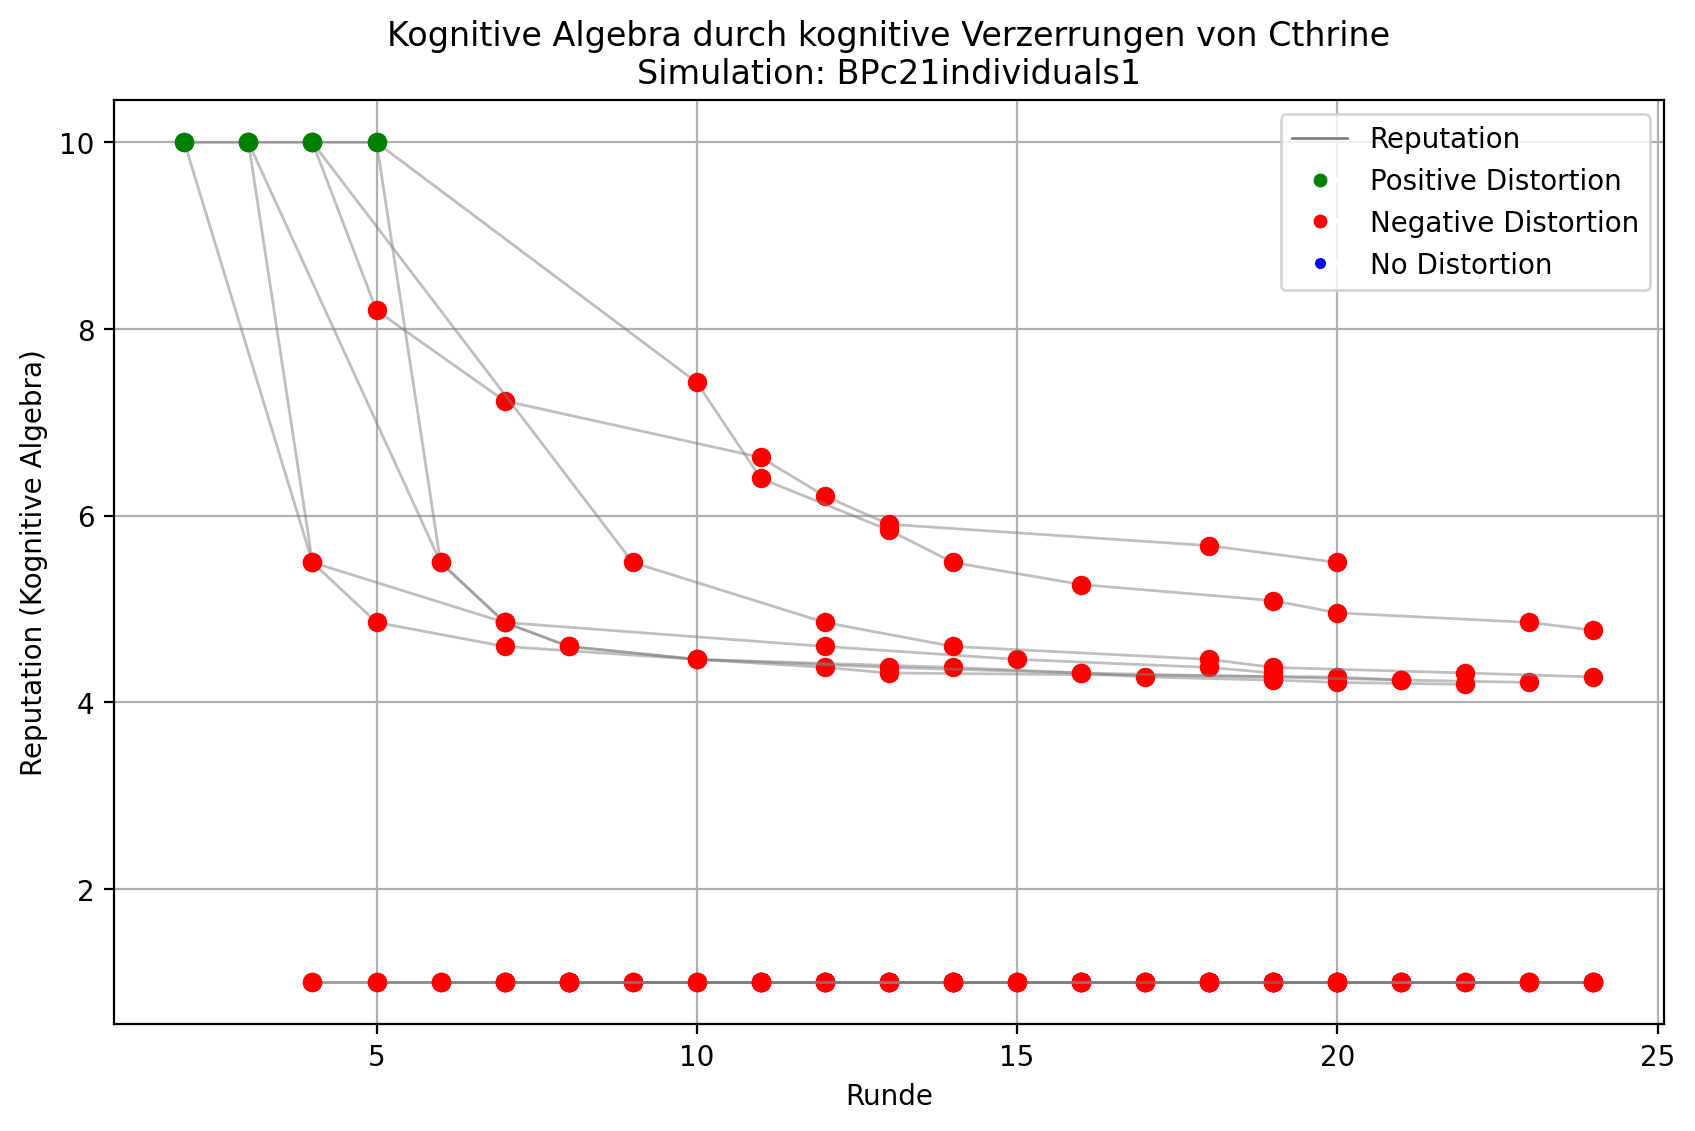 Kognitive Algebra durch kognitive Verzerrungen von Cthrine
Simulation: BPc21individuals1
Reputation
Positive Distortion
Negative Distortion
No Distortion
Reputation (Kognitive Algebra)
10
8
6
4
2
5
10
15
20
25
Runde